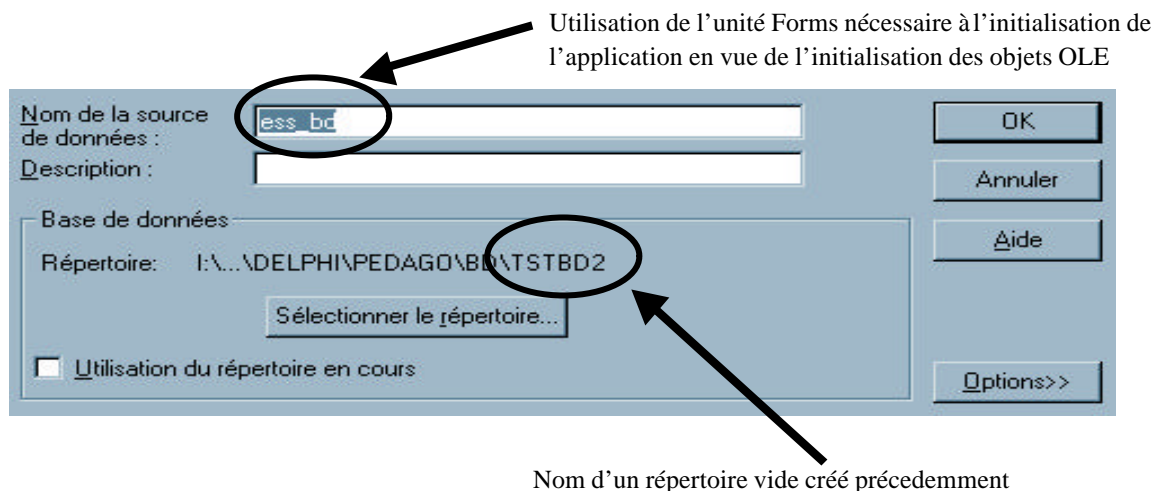 Utilisation de l’unité Forms nécessaire à l’initialisation de
l’application en vue de l’initialisation des objets OLE
Nom de la source
de données :
ess_bd
OK
Description :
Annuler
Base de données
Aide
Répertoire: I:\...\DELPHI\PEDAGO\BD\TSTBD2
Sélectionner le répertoire...
Utilisation du répertoire en cours
Options>>
Nom d’un répertoire vide créé précedemment